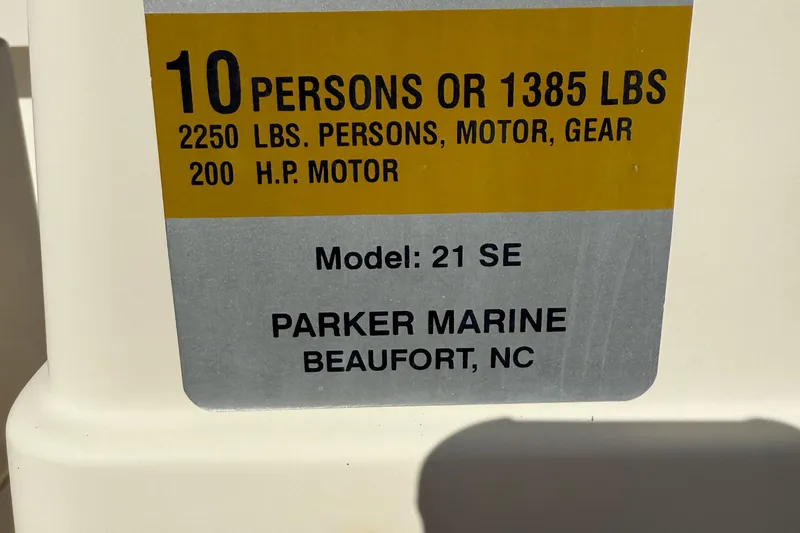 10 PERSONS OR 1385 LBS
2250 LBS. PERSONS, MOTOR, GEAR
200 H.P. MOTOR
Model: 21 SE
PARKER MARINE
BEAUFORT, NC